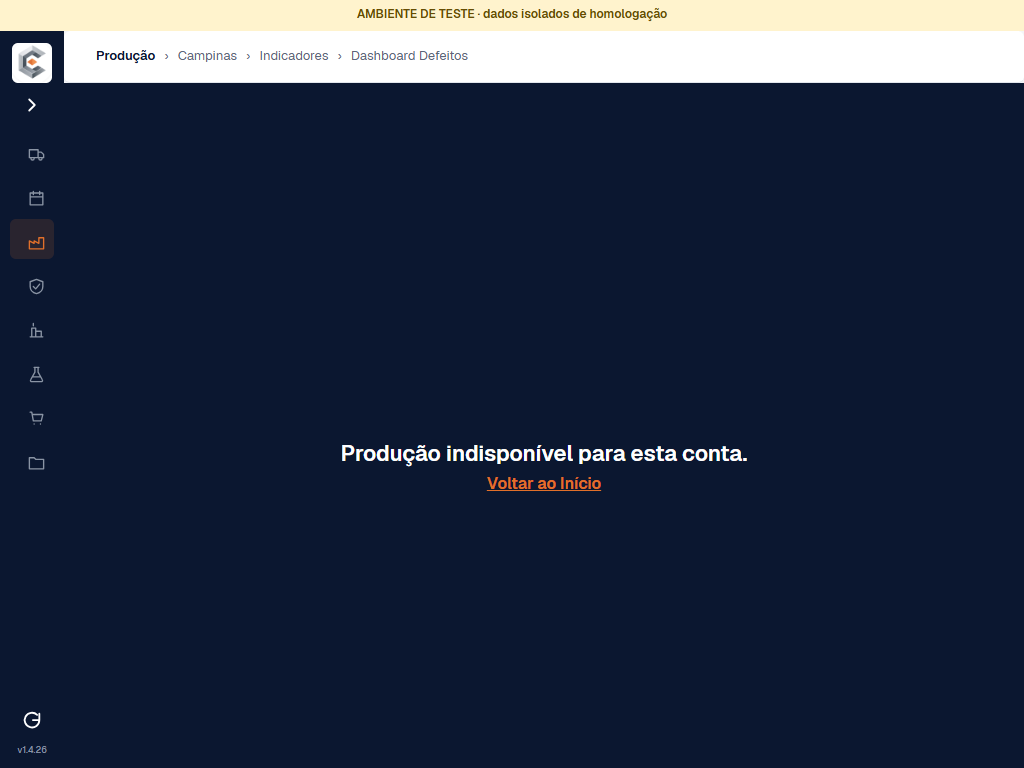 AMBIENTE DE TESTE · dados isolados de homologação
Produção › Campinas › Indicadores › Dashboard Defeitos
Produção indisponível para esta conta.
Voltar ao Início
v1.4.26